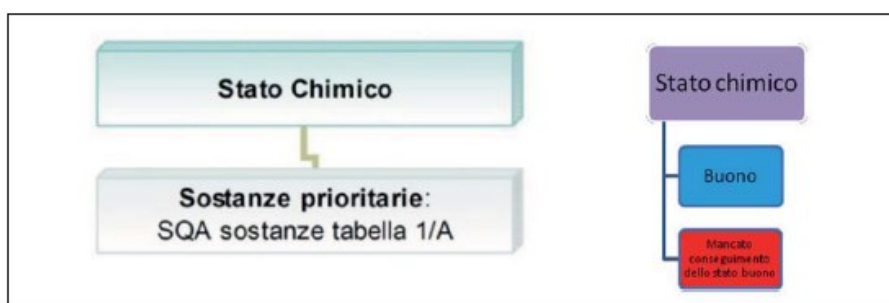 Stato Chimico
Sostanze prioritarie:
SQA sostanze tabella 1/A
Stato chimico
Buono
Mancato
conseguimento
dello stato buono